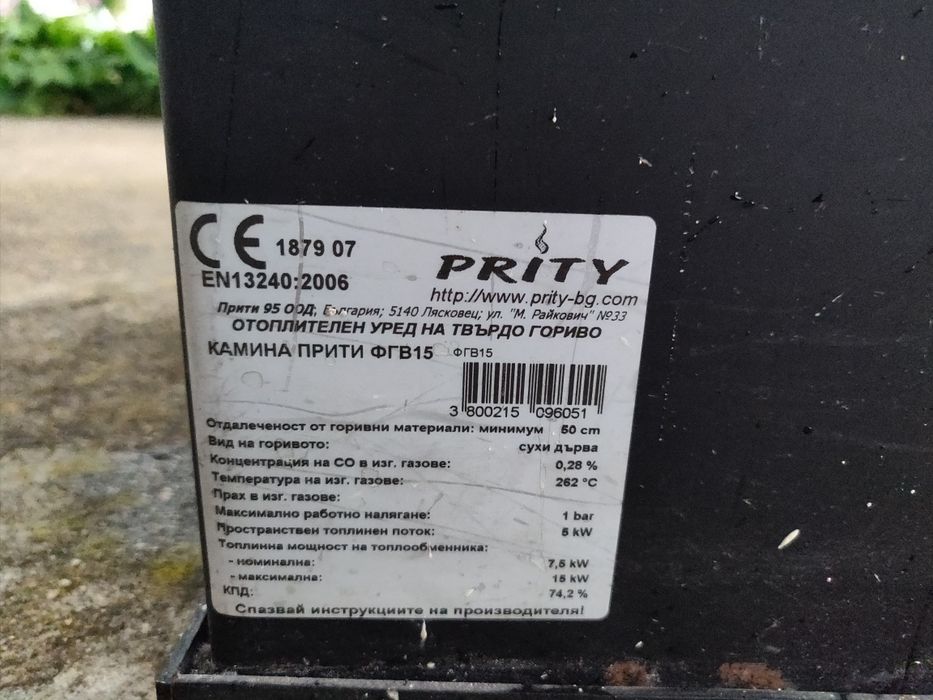 CE 1879 07
EN13240:2006
PRITY
http://www.prity-bg.com
Прити 95 ООД, България; 5140 Лясковец; ул. "М. Райкович" №33
ОТОПЛИТЕЛЕН УРЕД НА ТВЪРДО ГОРИВО
КАМИНА ПРИТИ ФГВ15 ФГВ15
3 800215 096051
Отдалеченост от горивни материали: минимум 50 cm
Вид на горивото: сухи дърва
Концентрация на CO в изг. газове: 0,28 %
Температура на изг. газове: 262 °C
Прах в изг. газове:
Максимално работно налягане: 1 bar
Пространствен топлинен поток: 5 kW
Топлинна мощност на топлообменника:
- номинална: 7,5 kW
- максимална: 15 kW
КПД: 74,2 %
Спазвай инструкциите на производителя!